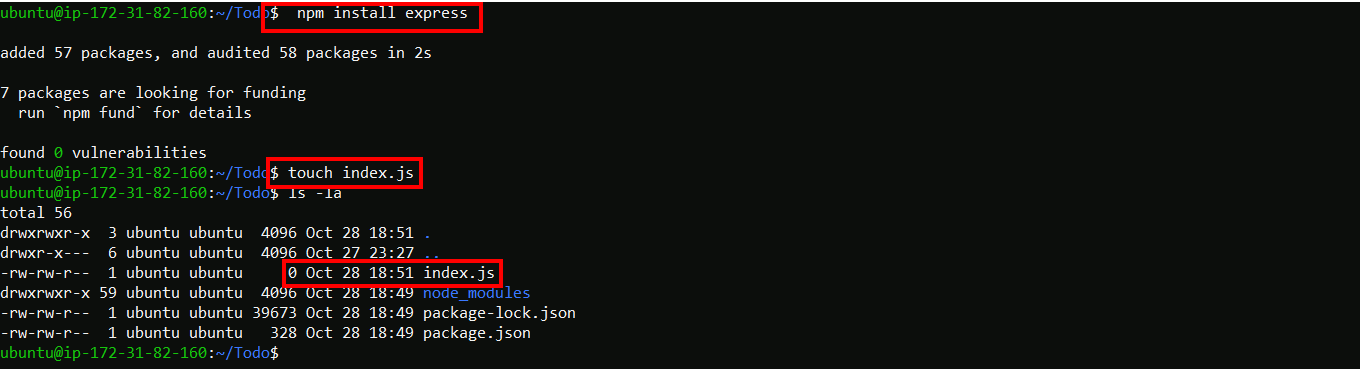 ubuntu@ip-172-31-82-160:~/Todo$  npm install express
added 57 packages, and audited 58 packages in 2s
7 packages are looking for funding
  run `npm fund` for details
found 0 vulnerabilities
ubuntu@ip-172-31-82-160:~/Todo$ touch index.js
ubuntu@ip-172-31-82-160:~/Todo$ ls -la
total 56
drwxrwxr-x  3 ubuntu ubuntu  4096 Oct 28 18:51 .
drwxr-x---  6 ubuntu ubuntu  4096 Oct 27 23:27 ..
-rw-rw-r--  1 ubuntu ubuntu     0 Oct 28 18:51 index.js
drwxrwxr-x 59 ubuntu ubuntu  4096 Oct 28 18:49 node_modules
-rw-rw-r--  1 ubuntu ubuntu 39673 Oct 28 18:49 package-lock.json
-rw-rw-r--  1 ubuntu ubuntu   328 Oct 28 18:49 package.json
ubuntu@ip-172-31-82-160:~/Todo$